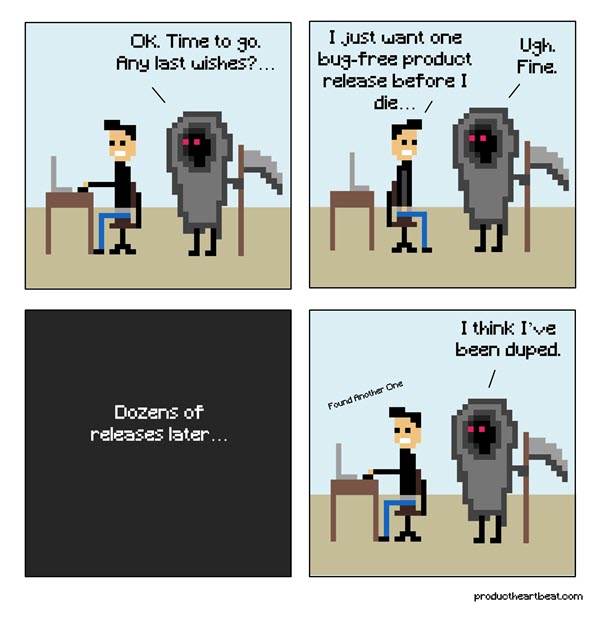 OK. Time to go.
Any last wishes?...
I just want one
bug-free product
release before I
die...
Ugh.
Fine.
Dozens of
releases later...
I think I've
been duped.
Found Another One
productheartbeat.com